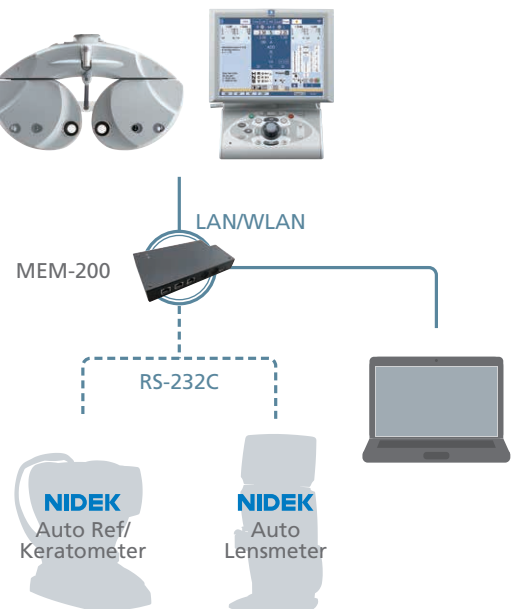 LAN/WLAN
MEM-200
RS-232C
NIDEK
Auto Ref/
Keratometer
NIDEK
Auto
Lensmeter